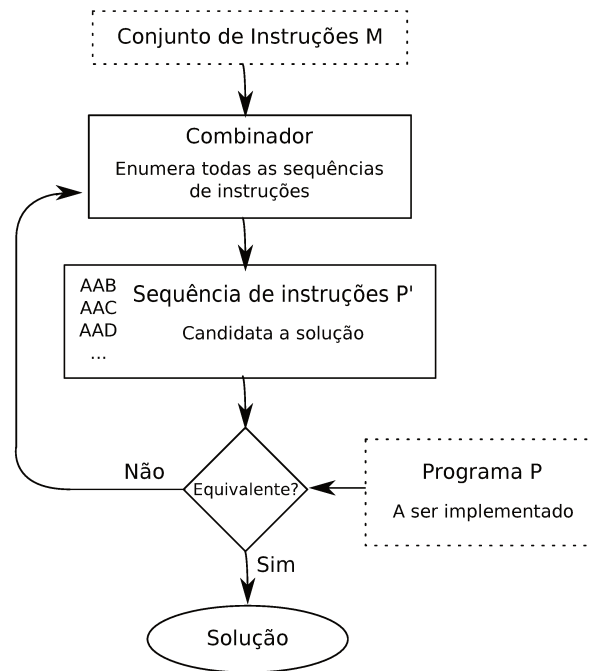 Conjunto de Instruções M
Combinador
Enumera todas as sequências
de instruções
AAB
AAC
AAD
...
Sequência de instruções P'
Candidata a solução
Não
Equivalente?
Programa P
A ser implementado
Sim
Solução